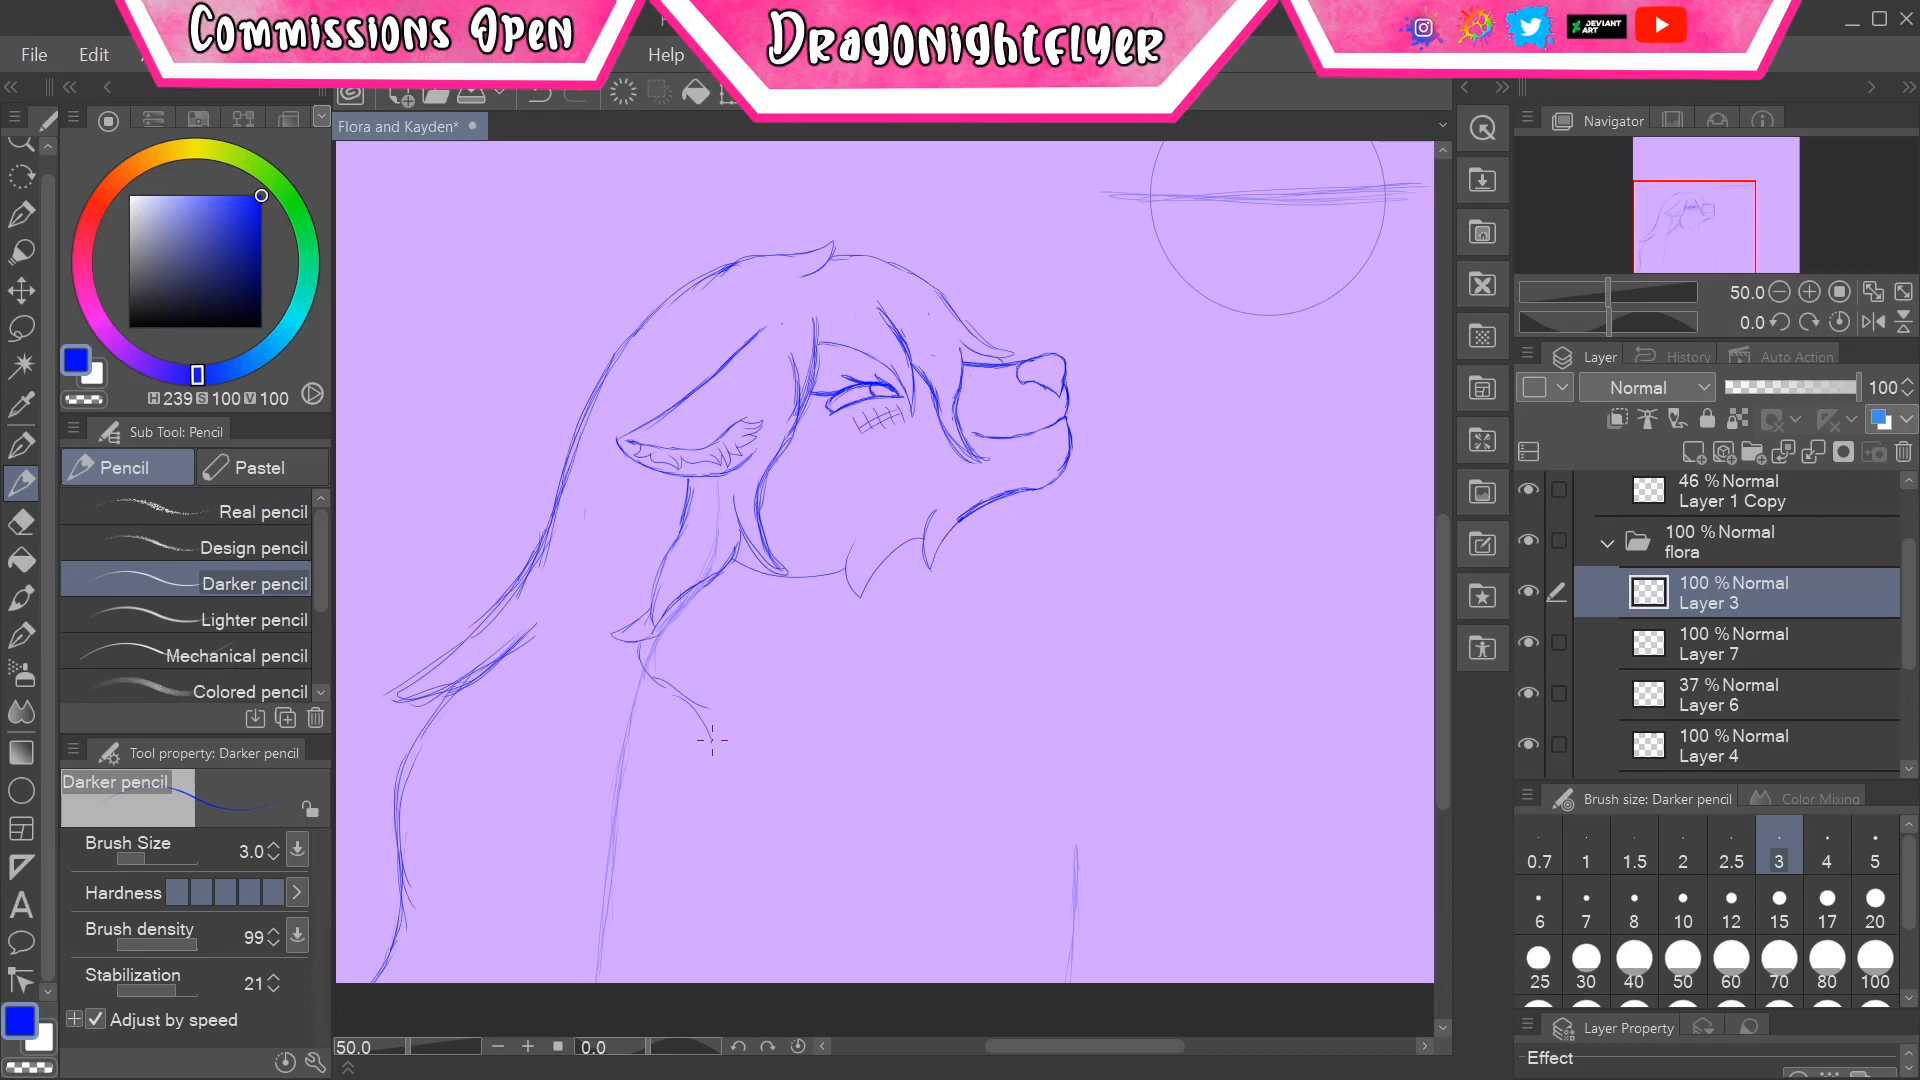 Commissions Open
Dragonightflyer
DEVIANT
ART
File
Edit
Help
Flora and Kayden*
Navigator
50.0
0.0
H 239 S 100 V 100
Layer
History
Auto Action
Normal
100
Sub Tool: Pencil
Pencil
Pastel
Real pencil
Design pencil
Darker pencil
Lighter pencil
Mechanical pencil
Colored pencil
46 % Normal
Layer 1 Copy
100 % Normal
flora
100 % Normal
Layer 3
100 % Normal
Layer 7
37 % Normal
Layer 6
100 % Normal
Layer 4
Tool property: Darker pencil
Darker pencil
Brush Size
3.0
Hardness
Brush density
99
Stabilization
21
Adjust by speed
Brush size: Darker pencil
Color Mixing
0.7 1 1.5 2 2.5 3 4 5
6 7 8 10 12 15 17 20
25 30 40 50 60 70 80 100
Layer Property
Effect
50.0
0.0